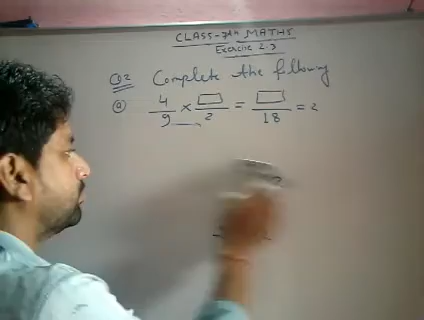 CLASS-7th MATHS
Exercise 2.3
Q2 Complete the following
(a) 4/9 × □/2 = □/18 = 2